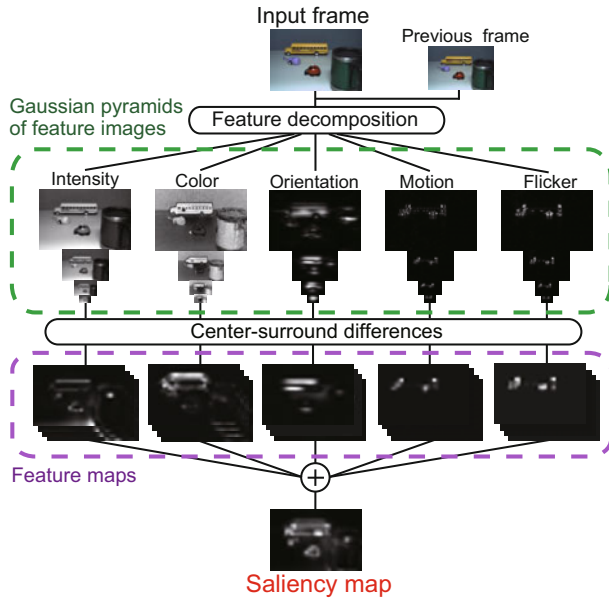 Input frame
Previous frame
Feature decomposition
Gaussian pyramids
of feature images
Intensity
Color
Orientation
Motion
Flicker
Center-surround differences
Feature maps
+
Saliency map